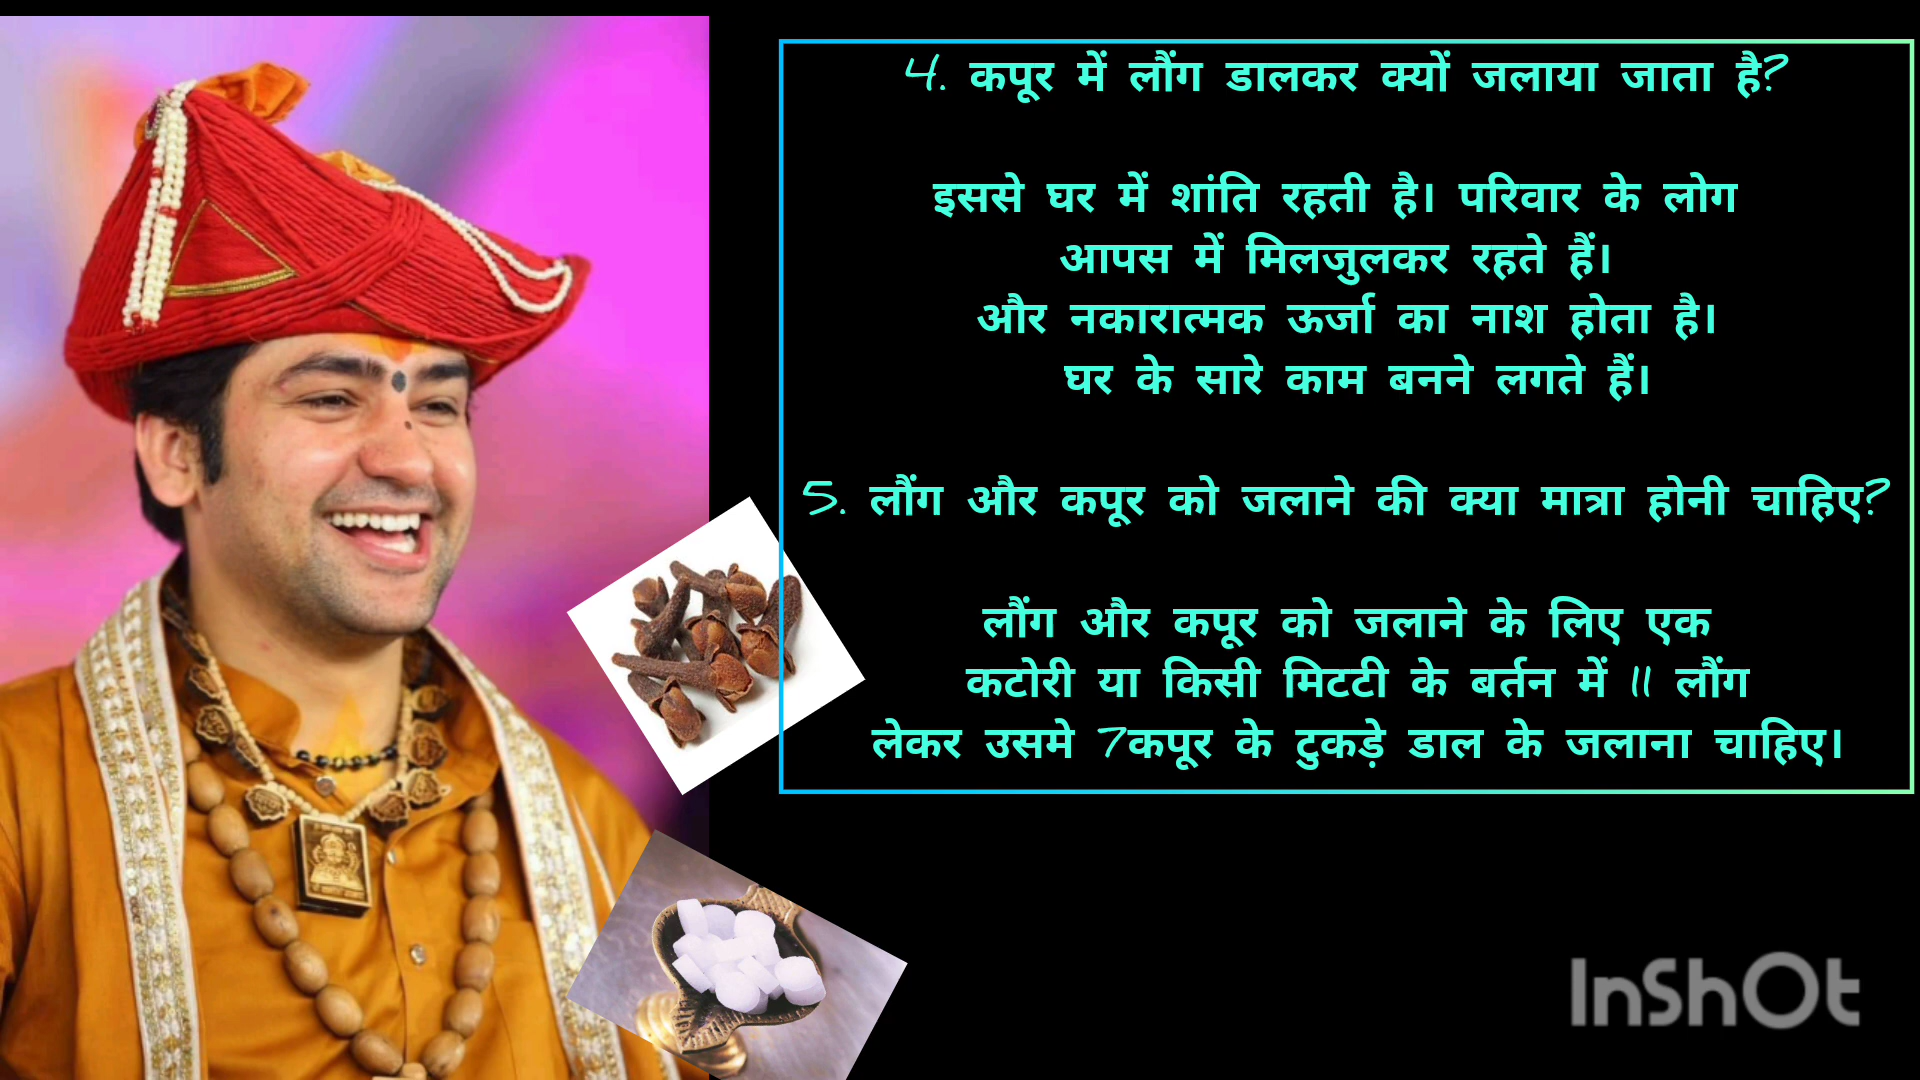 4. कपूर में लौंग डालकर क्यों जलाया जाता है?
इससे घर में शांति रहती है। परिवार के लोग
आपस में मिलजुलकर रहते हैं।
और नकारात्मक ऊर्जा का नाश होता है।
घर के सारे काम बनने लगते हैं।
5. लौंग और कपूर को जलाने की क्या मात्रा होनी चाहिए?
लौंग और कपूर को जलाने के लिए एक
कटोरी या किसी मिटटी के बर्तन में 11 लौंग
लेकर उसमे 7कपूर के टुकड़े डाल के जलाना चाहिए।
InShOt